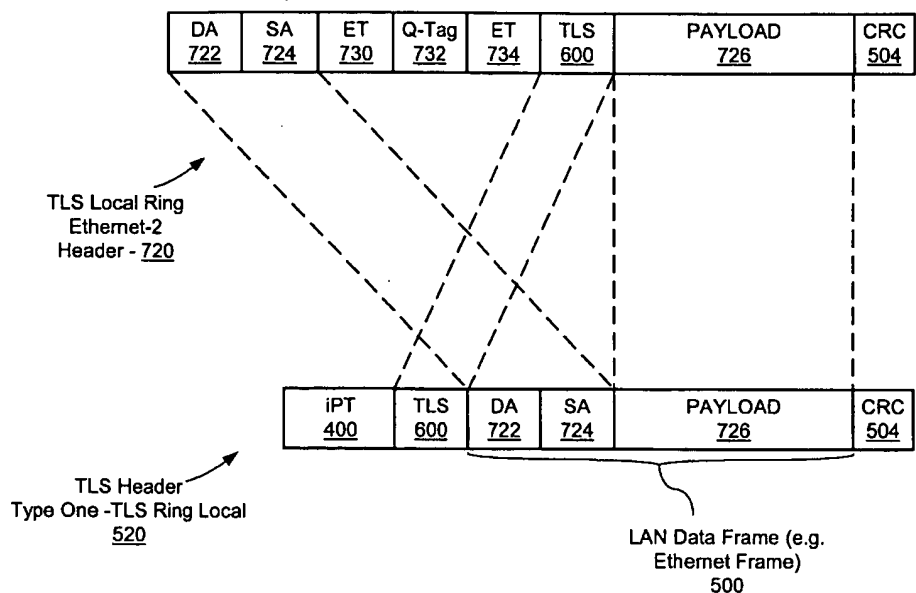 DA SA ET Q-Tag ET TLS PAYLOAD CRC
722 724 730 732 734 600 726 504
TLS Local Ring
Ethernet-2
Header - 720
iPT TLS DA SA PAYLOAD CRC
400 600 722 724 726 504
TLS Header
Type One -TLS Ring Local
520
LAN Data Frame (e.g.
Ethernet Frame)
500